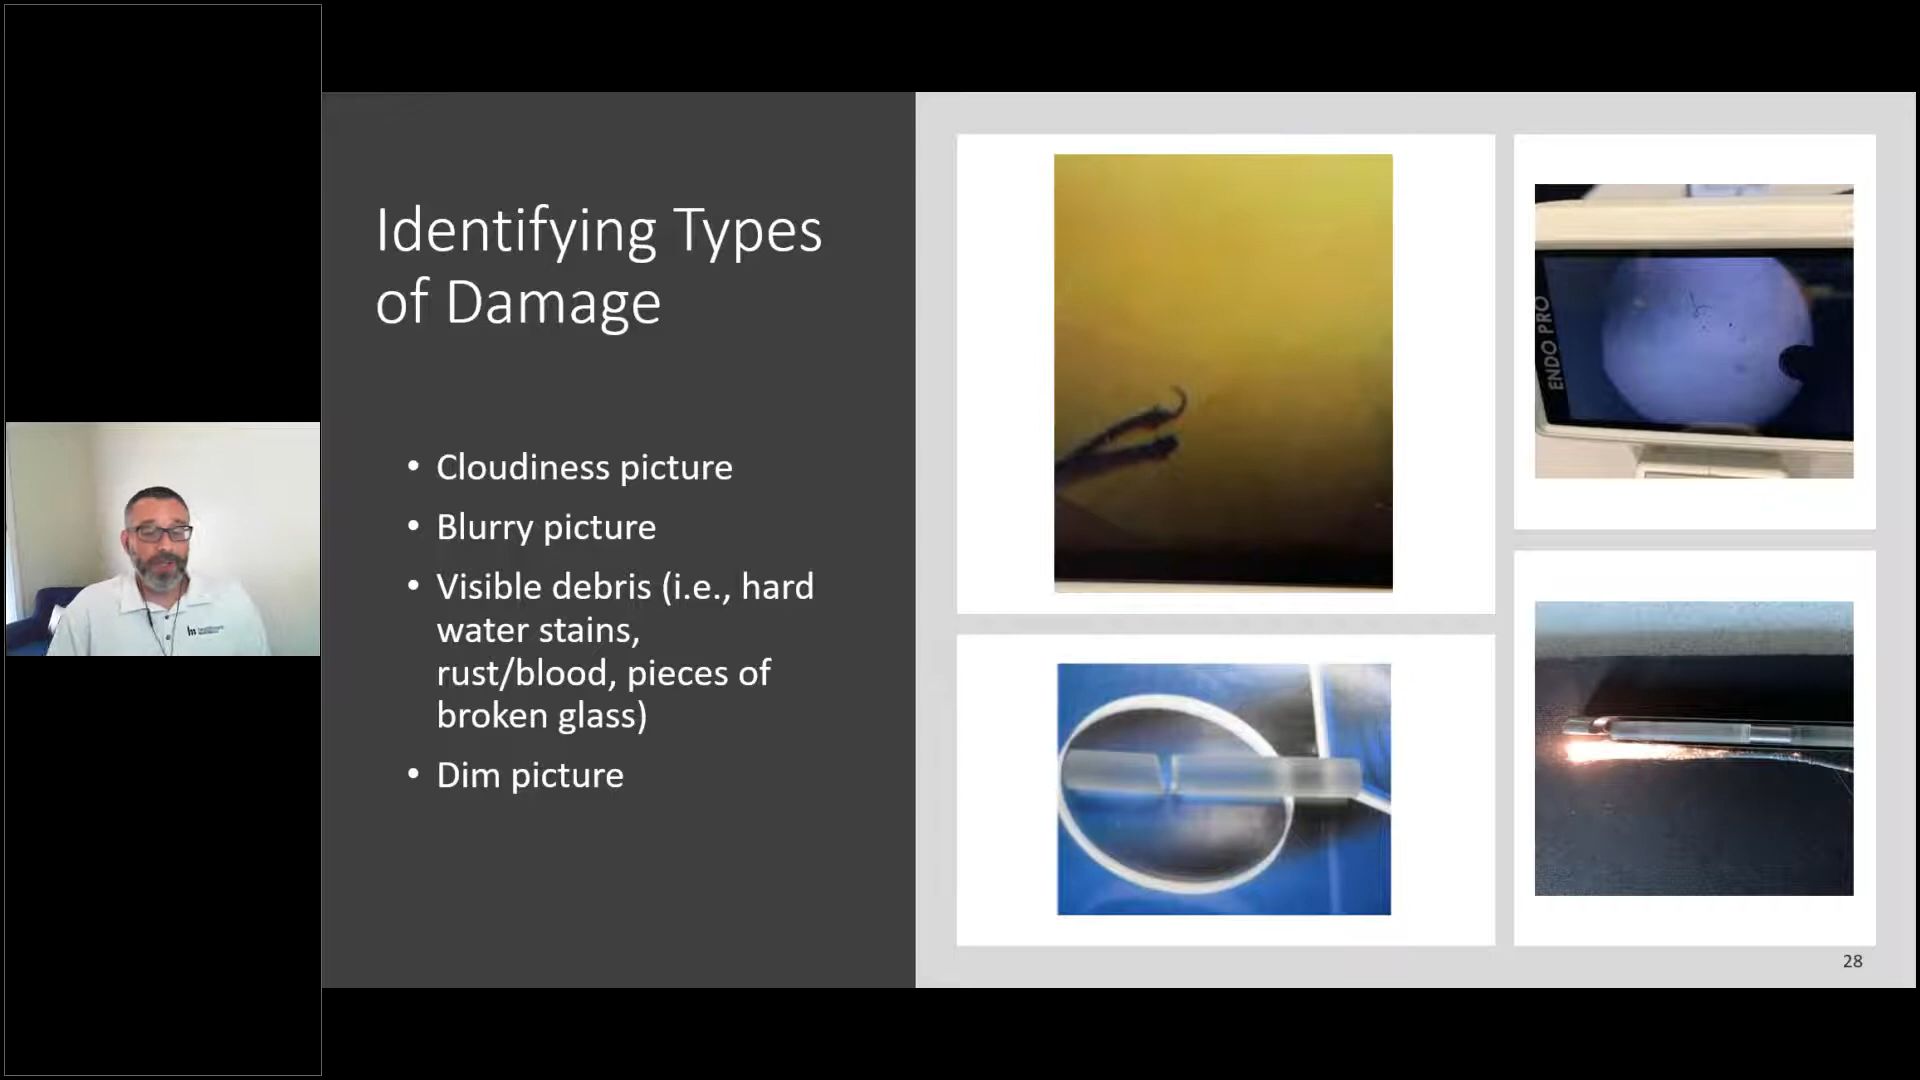 Identifying Types
of Damage
• Cloudiness picture
• Blurry picture
• Visible debris (i.e., hard
water stains,
rust/blood, pieces of
broken glass)
• Dim picture
ENDO PRO
28